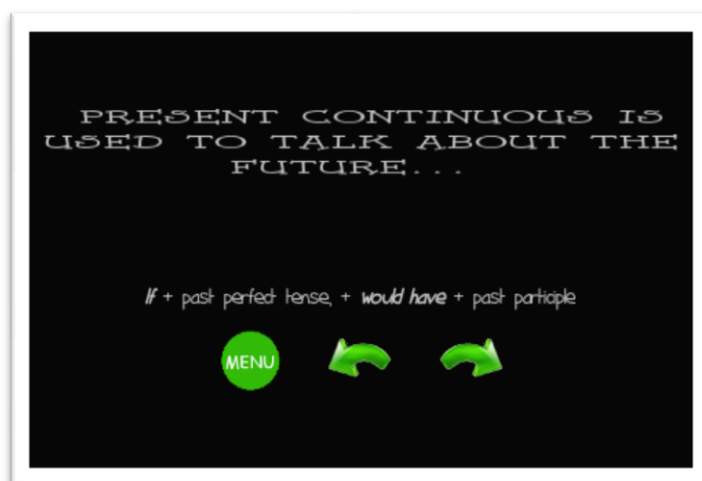 PRESENT CONTINUOUS IS
USED TO TALK ABOUT THE
FUTURE...
If + past perfect tense, + would have + past participle
MENU